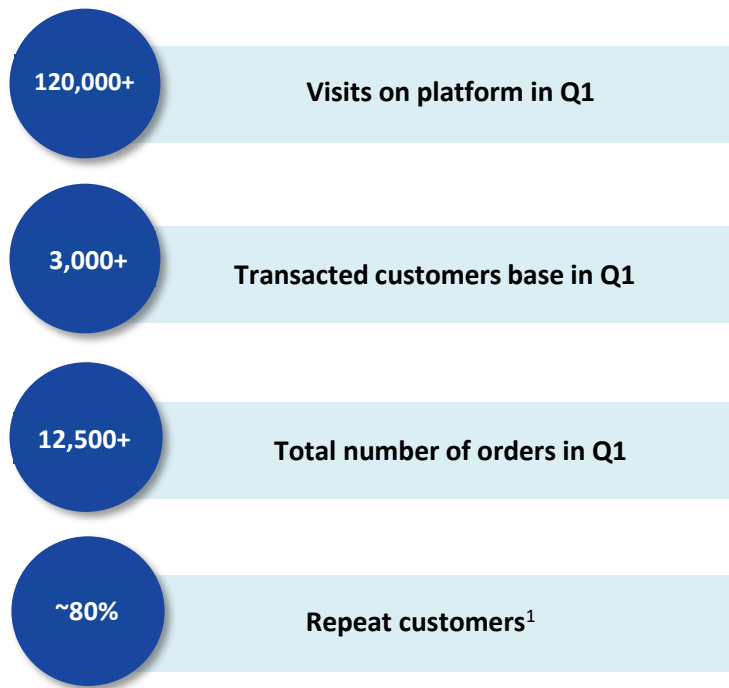 120,000+
Visits on platform in Q1
3,000+
Transacted customers base in Q1
12,500+
Total number of orders in Q1
~80%
Repeat customers1